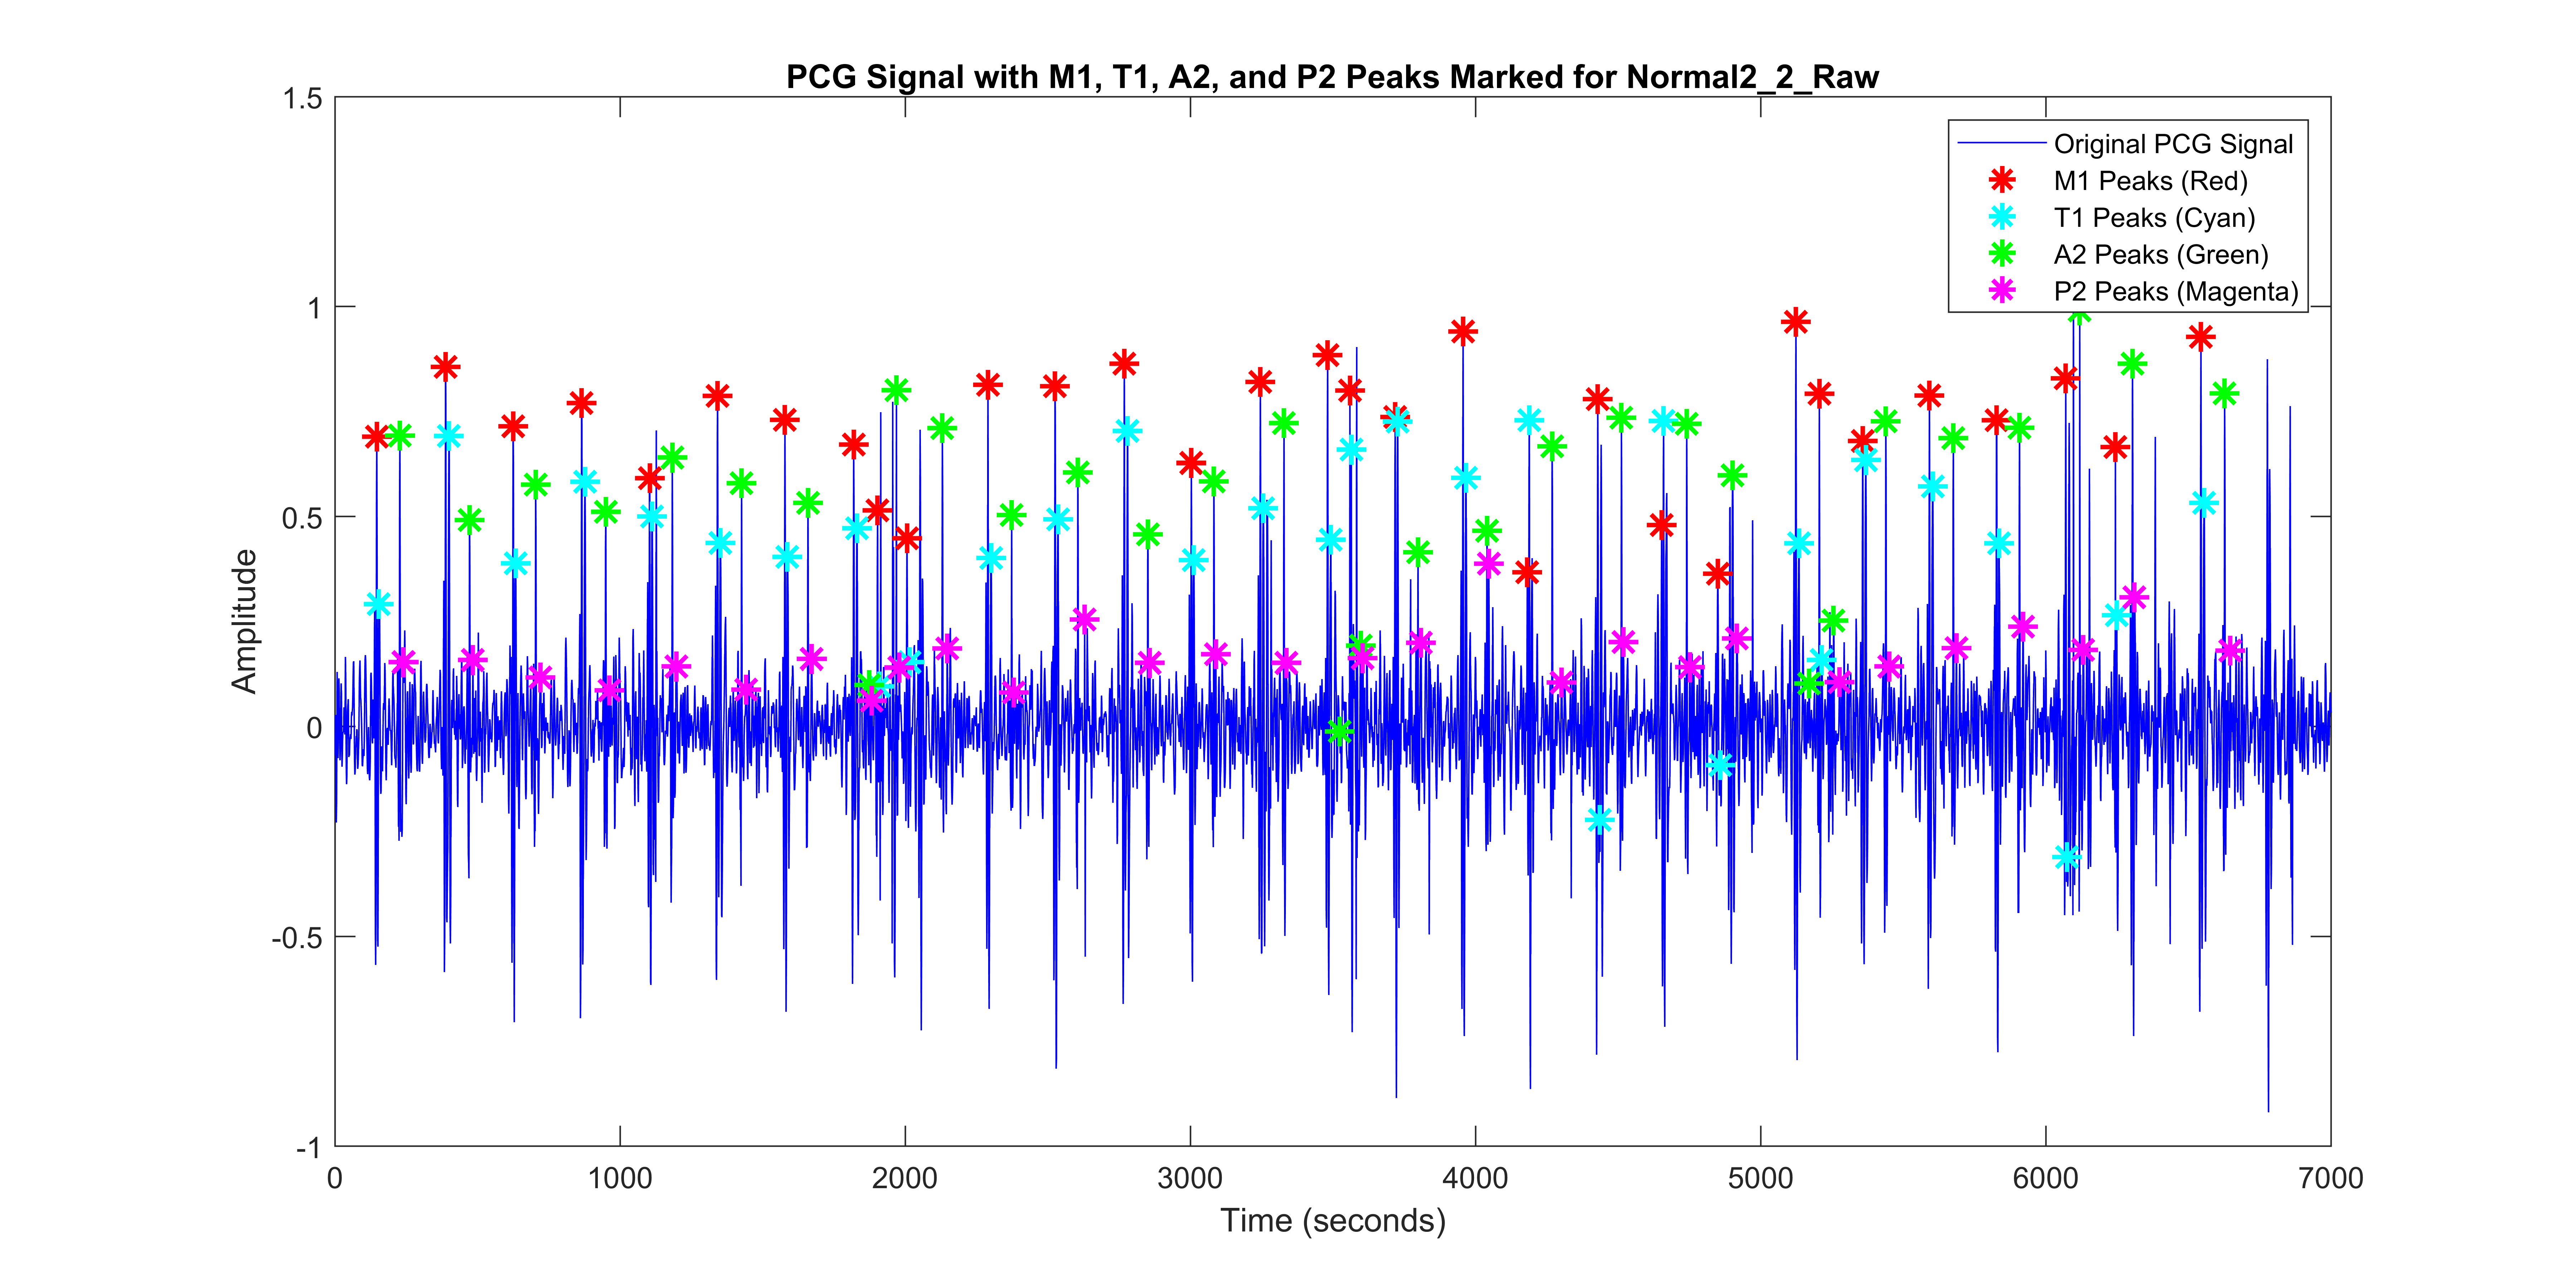 PCG Signal with M1, T1, A2, and P2 Peaks Marked for Normal2_2_Raw
1.5
1
0.5
0
-0.5
-1
Amplitude
Original PCG Signal
M1 Peaks (Red)
T1 Peaks (Cyan)
A2 Peaks (Green)
P2 Peaks (Magenta)
0 1000 2000 3000 4000 5000 6000 7000
Time (seconds)